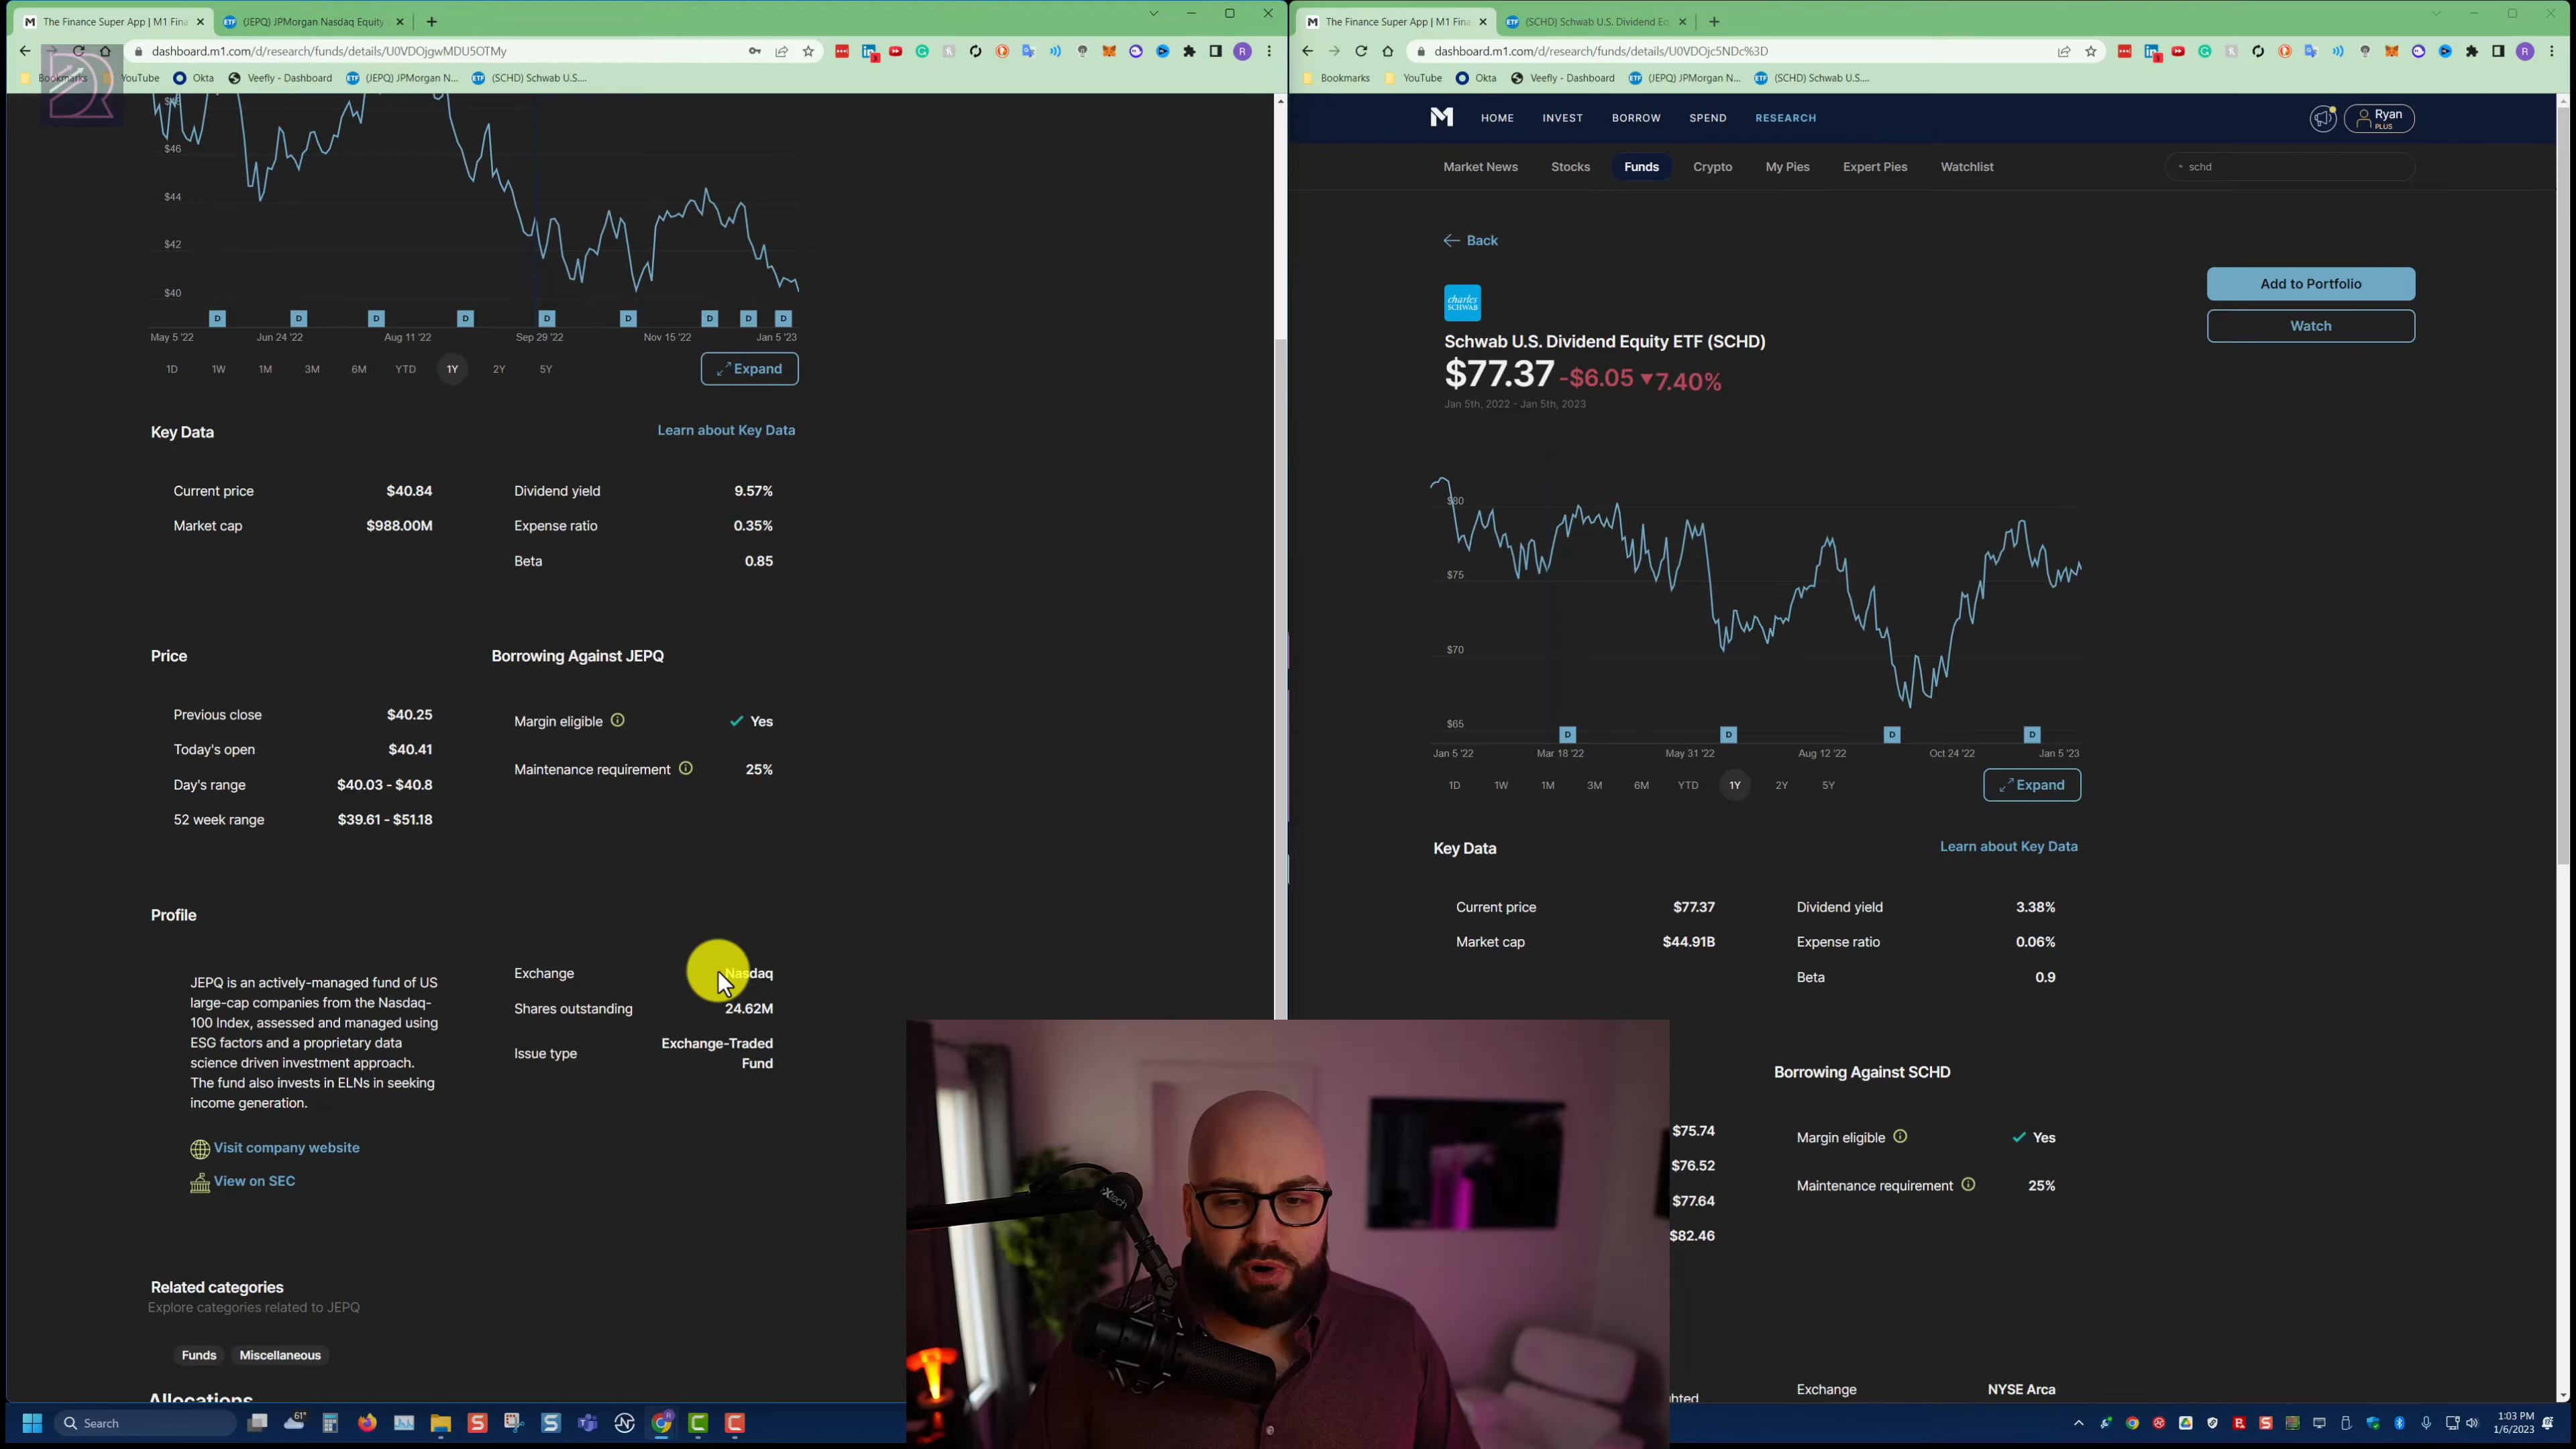 The Finance Super App | M1 Fina
(JEPQ) JPMorgan Nasdaq Equity
dashboard.m1.com/d/research/funds/details/U0VDOjgwMDU5OTMy
Bookmarks
YouTube
Okta
Veefly - Dashboard
(JEPQ) JPMorgan N...
(SCHD) Schwab U.S....
$46
$44
$42
$40
D D D D D D D D D
May 5 '22
Jun 24 '22
Aug 11 '22
Sep 29 '22
Nov 15 '22
Jan 5 '23
1D 1W 1M 3M 6M YTD 1Y 2Y 5Y
Expand
Key Data
Learn about Key Data
Current price $40.84
Dividend yield 9.57%
Market cap $988.00M
Expense ratio 0.35%
Beta 0.85
Price
Borrowing Against JEPQ
Previous close $40.25
Margin eligible Yes
Today's open $40.41
Maintenance requirement 25%
Day's range $40.03 - $40.8
52 week range $39.61 - $51.18
Profile
JEPQ is an actively-managed fund of US
large-cap companies from the Nasdaq-
100 Index, assessed and managed using
ESG factors and a proprietary data
science driven investment approach.
The fund also invests in ELNs in seeking
income generation.
Exchange Nasdaq
Shares outstanding 24.62M
Issue type Exchange-Traded
Fund
Visit company website
View on SEC
Related categories
Explore categories related to JEPQ
Funds
Miscellaneous
Allocations
The Finance Super App | M1 Fina
(SCHD) Schwab U.S. Dividend Eq
dashboard.m1.com/d/research/funds/details/U0VDOjc5NDc%3D
Bookmarks
YouTube
Okta
Veefly - Dashboard
(JEPQ) JPMorgan N...
(SCHD) Schwab U.S....
HOME INVEST BORROW SPEND RESEARCH
Ryan
PLUS
Market News Stocks Funds Crypto My Pies Expert Pies Watchlist
schd
Back
Add to Portfolio
Watch
charles
SCHWAB
Schwab U.S. Dividend Equity ETF (SCHD)
$77.37 -$6.05 ▼7.40%
Jan 5th, 2022 - Jan 5th, 2023
$80
$75
$70
$65
D D D D
Jan 5 '22
Mar 18 '22
May 31 '22
Aug 12 '22
Oct 24 '22
Jan 5 '23
1D 1W 1M 3M 6M YTD 1Y 2Y 5Y
Expand
Key Data
Learn about Key Data
Current price $77.37
Dividend yield 3.38%
Market cap $44.91B
Expense ratio 0.06%
Beta 0.9
Borrowing Against SCHD
$75.74
Margin eligible Yes
$76.52
Maintenance requirement 25%
$77.64
$82.46
Exchange NYSE Arca
Search
61°
1:03 PM
1/6/2023